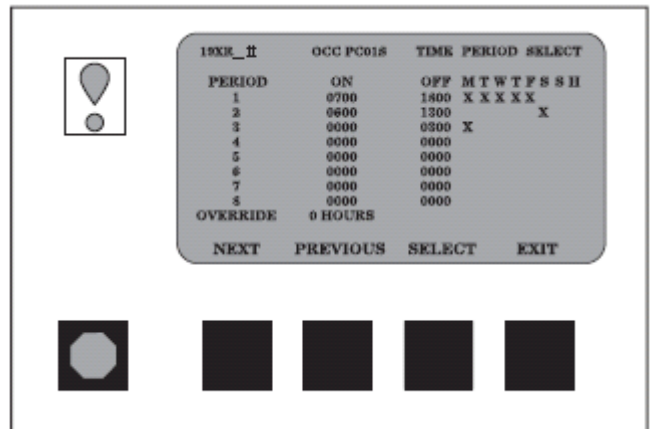 19XR_II OCC PC01S TIME PERIOD SELECT
PERIOD ON OFF M T W T F S S H
1 0700 1800 X X X X X
2 0600 1300 X
3 0000 0300 X
4 0000 0000
5 0000 0000
6 0000 0000
7 0000 0000
8 0000 0000
OVERRIDE 0 HOURS
NEXT PREVIOUS SELECT EXIT